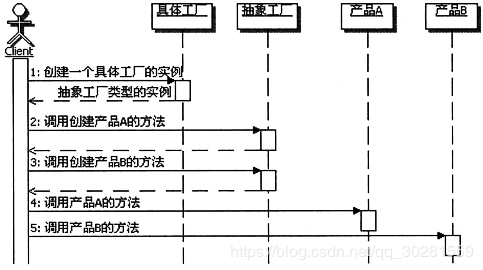 具体工厂 抽象工厂 产品A 产品B
Client
1: 创建一个具体工厂的实例
抽象工厂类型的实例
2: 调用创建产品A的方法
3: 调用创建产品B的方法
4: 调用产品A的方法
5: 调用产品B的方法
https://blog.csdn.net/qq_30281559